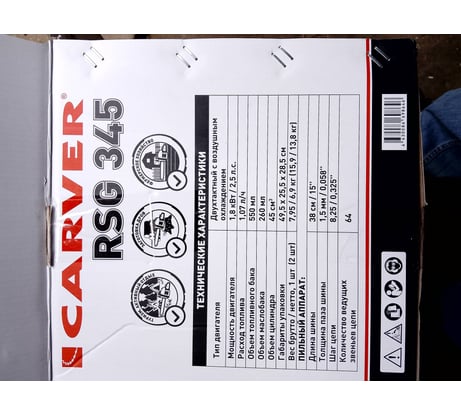 CARVER®
RSG 345
ТЕХНИЧЕСКИЕ ХАРАКТЕРИСТИКИ
Тип двигателя Двухтактный с воздушным охлаждением
Мощность двигателя 1,8 кВт / 2,5 л.с.
Расход топлива 1,07 л/ч
Объем топливного бака 550 мл
Объем маслобака 260 мл
Объем цилиндра 45 см³
Габариты упаковки 49,5 x 25,5 x 28,5 см
Вес брутто / нетто, 1 шт (2 шт) 7,95 / 6,9 кг (15,9 / 13,8 кг)
ПИЛЬНЫЙ АППАРАТ:
Длина шины 38 см / 15"
Толщина паза шины 1,5 мм / 0,058"
Шаг цепи 8,25 / 0,325"
Количество ведущих звеньев цепи 64